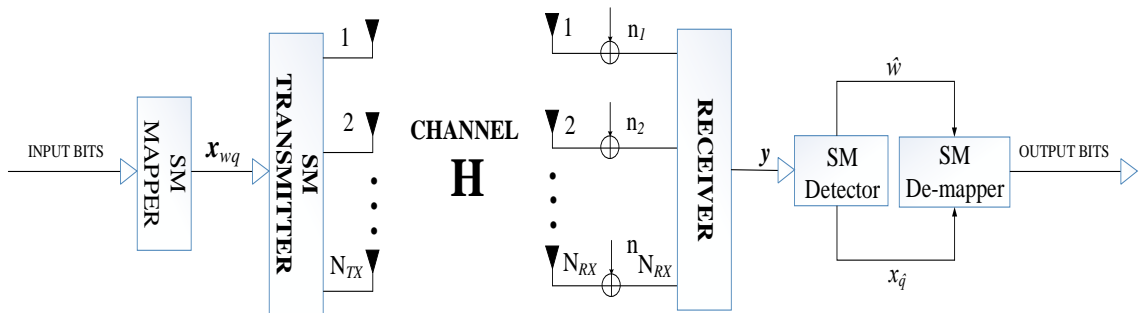 INPUT BITS
SM
MAPPER
x_wq
SM
TRANSMITTER
1
2
N_TX
CHANNEL
H
1
n_1
2
n_2
N_RX
n
N_RX
RECEIVER
y
SM
Detector
ŵ
x_q̂
SM
De-mapper
OUTPUT BITS